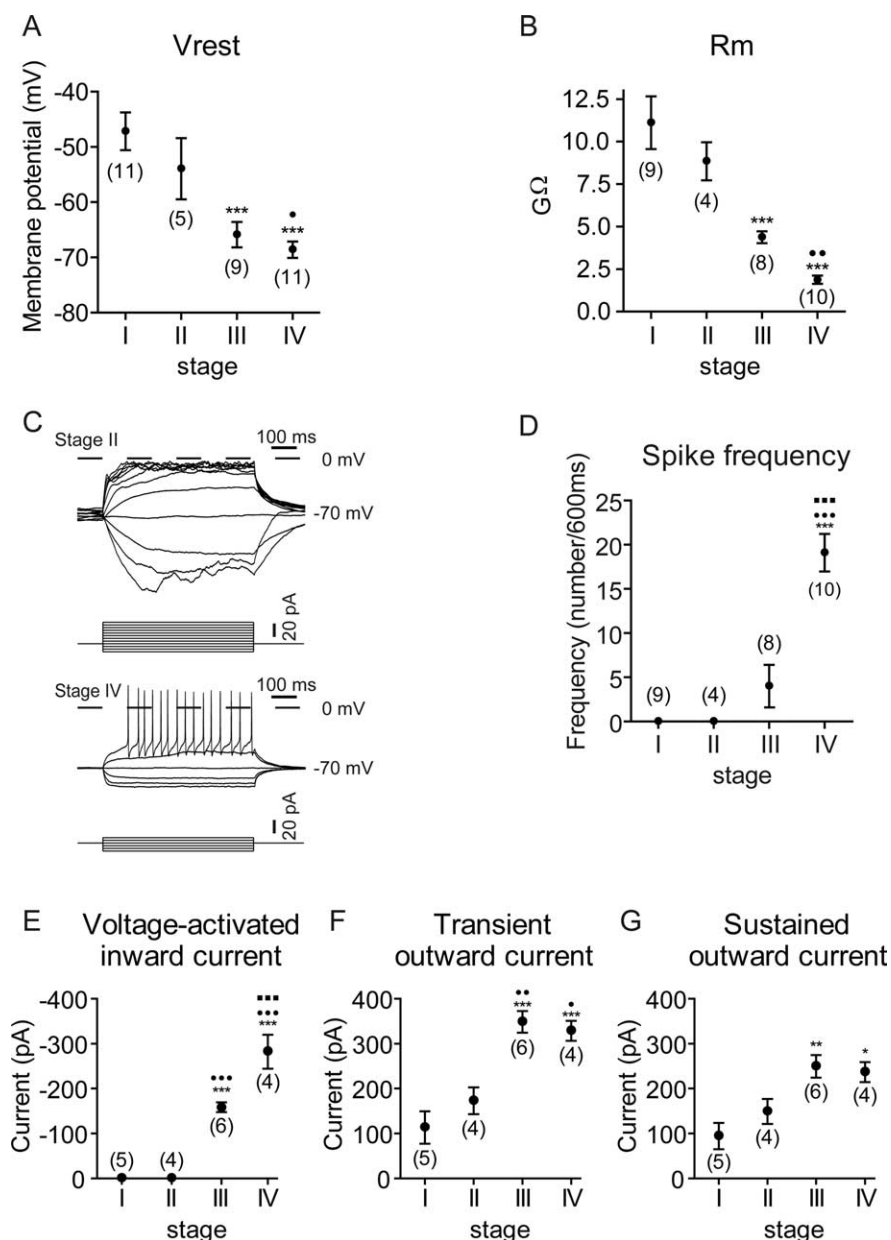 A
Vrest
Membrane potential (mV)
-40
-50
-60
-70
-80
(11)
(5)
***
(9)
•
***
(11)
I II III IV
stage
B
Rm
GΩ
12.5
10.0
7.5
5.0
2.5
0.0
(9)
(4)
***
(8)
••
***
(10)
I II III IV
stage
C
Stage II
100 ms
0 mV
-70 mV
20 pA
Stage IV
100 ms
0 mV
-70 mV
20 pA
D
Spike frequency
Frequency (number/600ms)
25
20
15
10
5
0
(9)
(4)
(8)
■■■
•••
***
(10)
I II III IV
stage
E
Voltage-activated
inward current
Current (pA)
-400
-300
-200
-100
0
(5)
(4)
•••
***
(6)
■■■
•••
***
(4)
I II III IV
stage
F
Transient
outward current
Current (pA)
400
300
200
100
0
(5)
(4)
••
***
(6)
•
***
(4)
I II III IV
stage
G
Sustained
outward current
Current (pA)
400
300
200
100
0
(5)
(4)
**
(6)
*
(4)
I II III IV
stage